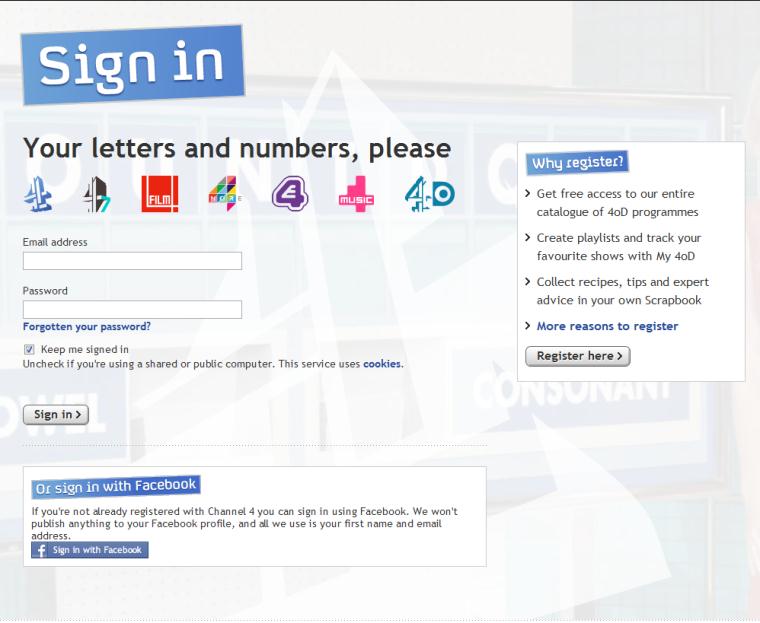 Sign in
Your letters and numbers, please
4
4 7
FILM 4
MORE
E4
4 music
4oD
Email address
Password
Forgotten your password?
Keep me signed in
Uncheck if you're using a shared or public computer. This service uses cookies.
Sign in
Or sign in with Facebook
If you're not already registered with Channel 4 you can sign in using Facebook. We won't
publish anything to your Facebook profile, and all we use is your first name and email
address.
f Sign in with Facebook
Why register?
Get free access to our entire
catalogue of 4oD programmes
Create playlists and track your
favourite shows with My 4oD
Collect recipes, tips and expert
advice in your own Scrapbook
More reasons to register
Register here
CONSONANT
OWEL